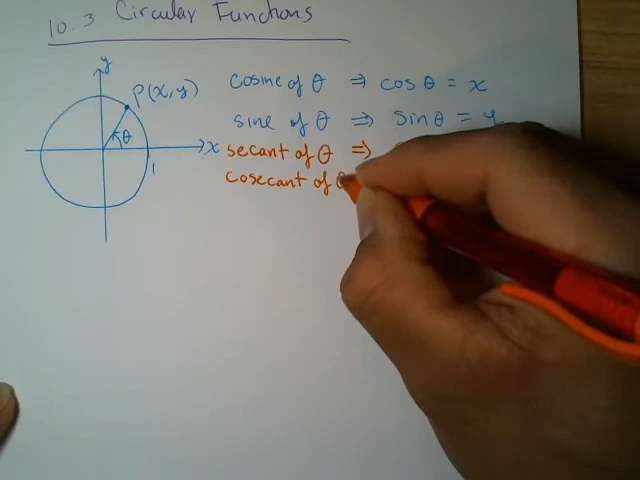 10.3 Circular Functions
y
P(x,y)
θ
x
1
cosine of θ ⇒ cos θ = x
sine of θ ⇒ sin θ = y
secant of θ ⇒
cosecant of θ